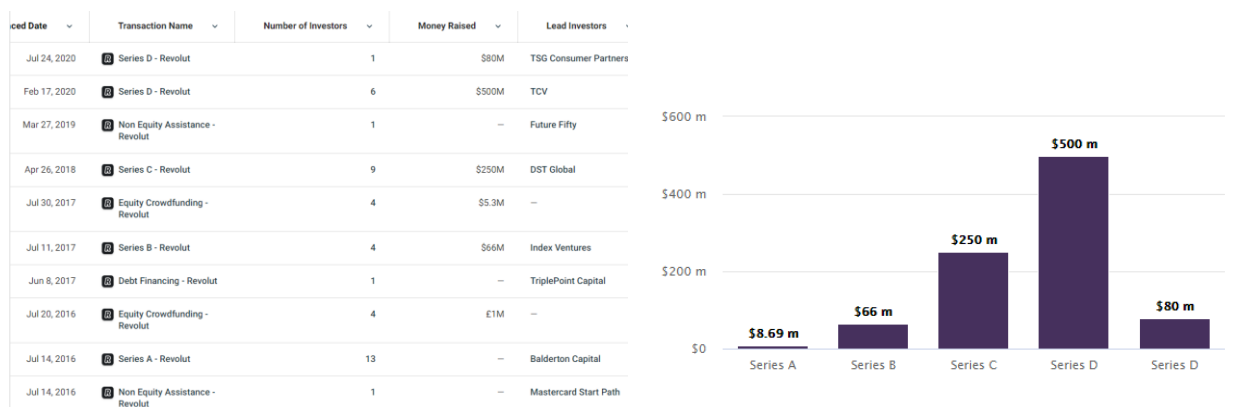 ced Date Transaction Name Number of Investors Money Raised Lead Investors
Jul 24, 2020 Series D - Revolut 1 $80M TSG Consumer Partners
Feb 17, 2020 Series D - Revolut 6 $500M TCV
Mar 27, 2019 Non Equity Assistance - 1 — Future Fifty
Revolut
Apr 26, 2018 Series C - Revolut 9 $250M DST Global
Jul 30, 2017 Equity Crowdfunding - 4 $5.3M —
Revolut
Jul 11, 2017 Series B - Revolut 4 $66M Index Ventures
Jun 8, 2017 Debt Financing - Revolut 1 — TriplePoint Capital
Jul 20, 2016 Equity Crowdfunding - 4 £1M —
Revolut
Jul 14, 2016 Series A - Revolut 13 — Balderton Capital
Jul 14, 2016 Non Equity Assistance - 1 — Mastercard Start Path
Revolut
$600 m
$500 m
$400 m
$250 m
$200 m
$66 m
$80 m
$8.69 m
$0
Series A Series B Series C Series D Series D